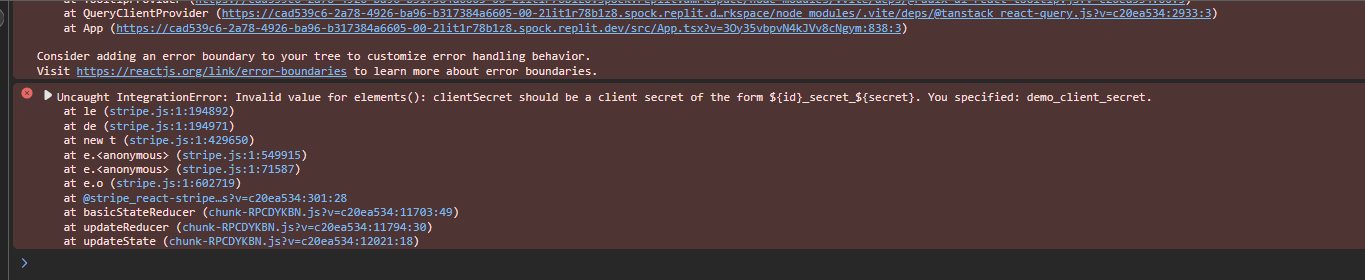 at QueryClientProvider (https://cad539c6-2a78-4926-ba96-b317384a6605-00-2lit1r78b1z8.spock.replit.d…rkspace/node_modules/.vite/deps/@tanstack_react-query.js?v=c20ea534:2933:3)
at App (https://cad539c6-2a78-4926-ba96-b317384a6605-00-2lit1r78b1z8.spock.replit.dev/src/App.tsx?v=3Oy35vbpvN4kJVv8cNgym:838:3)
Consider adding an error boundary to your tree to customize error handling behavior.
Visit https://reactjs.org/link/error-boundaries to learn more about error boundaries.
Uncaught IntegrationError: Invalid value for elements(): clientSecret should be a client secret of the form ${id}_secret_${secret}. You specified: demo_client_secret.
at le (stripe.js:1:194892)
at de (stripe.js:1:194971)
at new t (stripe.js:1:429650)
at e.<anonymous> (stripe.js:1:549915)
at e.<anonymous> (stripe.js:1:71587)
at e.o (stripe.js:1:602719)
at @stripe_react-stripe…s?v=c20ea534:301:28
at basicStateReducer (chunk-RPCDYKBN.js?v=c20ea534:11703:49)
at updateReducer (chunk-RPCDYKBN.js?v=c20ea534:11794:30)
at updateState (chunk-RPCDYKBN.js?v=c20ea534:12021:18)